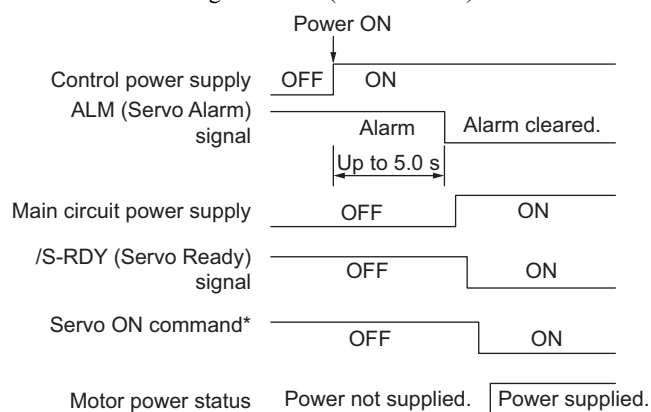 Power ON
Control power supply OFF ON
ALM (Servo Alarm)
signal
Alarm Alarm cleared.
Up to 5.0 s
Main circuit power supply OFF ON
/S-RDY (Servo Ready)
signal
OFF ON
Servo ON command*
OFF ON
Motor power status Power not supplied. Power supplied.